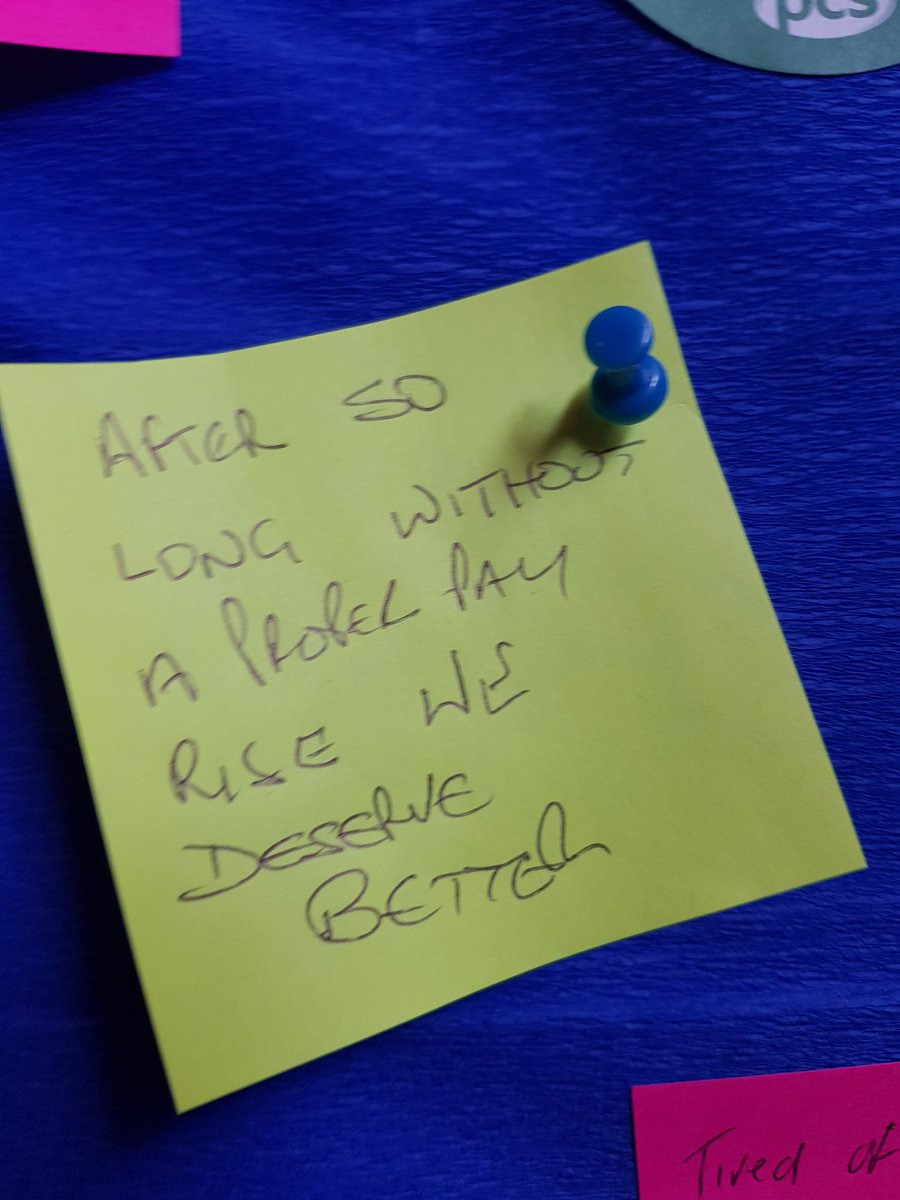 pcs
AFTER SO
LONG WITHOUT
A PROPER PAY
RISE WE
DESERVE
BETTER
Tired of